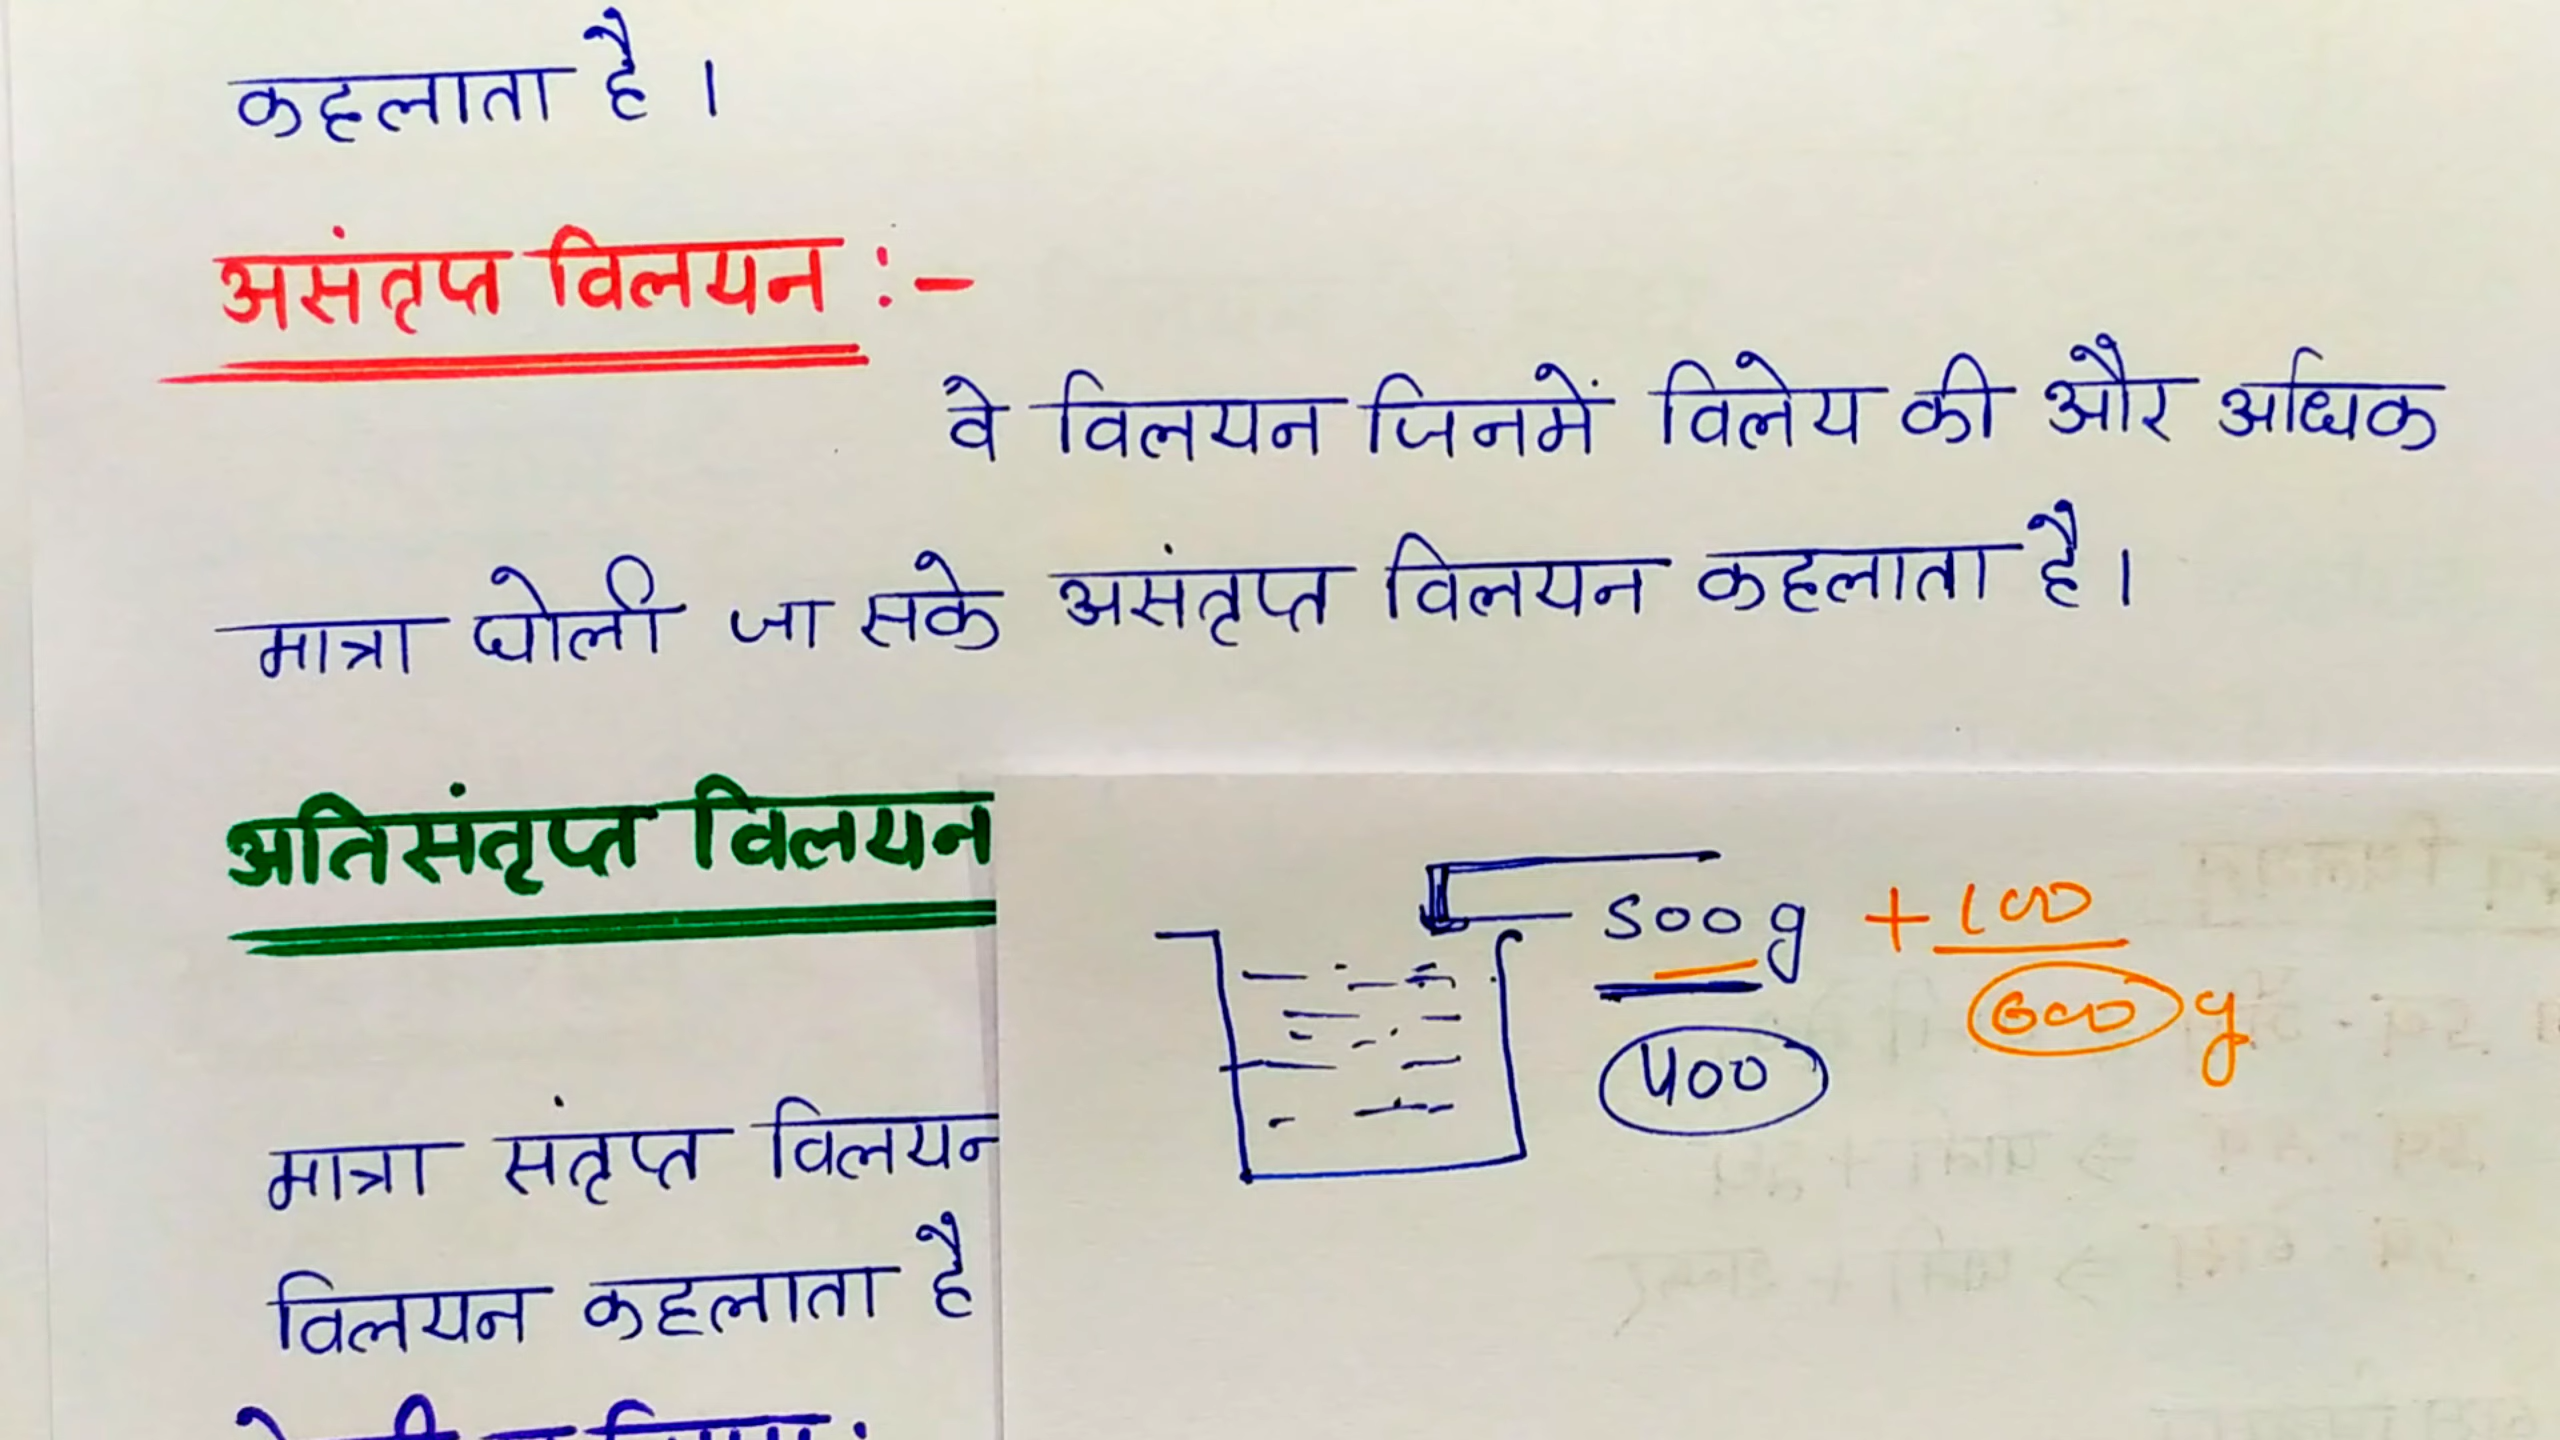 कहलाता है ।
असंतृप्त विलयन :-
वे विलयन जिनमें विलेय की और अधिक
मात्रा घोली जा सके असंतृप्त विलयन कहलाता है ।
अतिसंतृप्त विलयन
500g + 100
400
600 g
मात्रा संतृप्त विलयन
विलयन कहलाता है